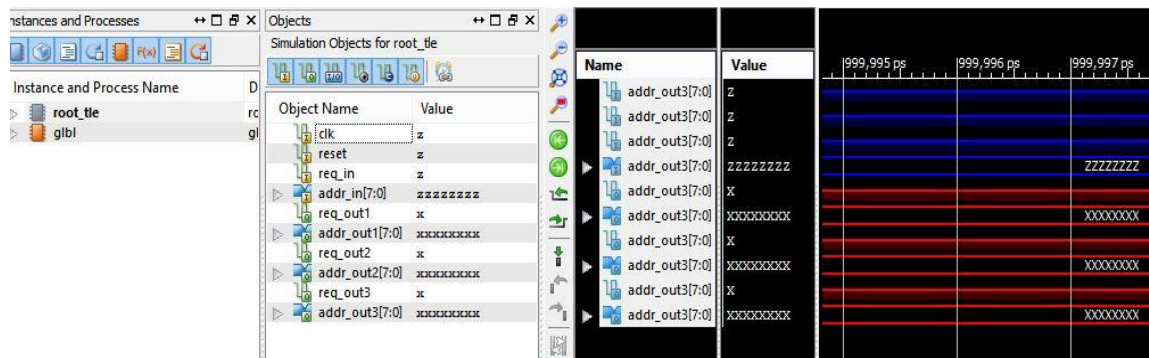 nstances and Processes
Instance and Process Name D
root_tle rc
glbl gl
Objects
Simulation Objects for root_tle
Object Name Value
clk z
reset z
req_in z
addr_in[7:0] zzzzzzzz
req_out1 x
addr_out1[7:0] xxxxxxxx
req_out2 x
addr_out2[7:0] xxxxxxxx
req_out3 x
addr_out3[7:0] xxxxxxxx
Name Value 999,995 ps 999,996 ps 999,997 ps
addr_out3[7:0] z
addr_out3[7:0] z
addr_out3[7:0] z
addr_out3[7:0] zzzzzzzz ZZZZZZZZ
addr_out3[7:0] x
addr_out3[7:0] xxxxxxxx XXXXXXXX
addr_out3[7:0] x
addr_out3[7:0] xxxxxxxx XXXXXXXX
addr_out3[7:0] x
addr_out3[7:0] xxxxxxxx XXXXXXXX